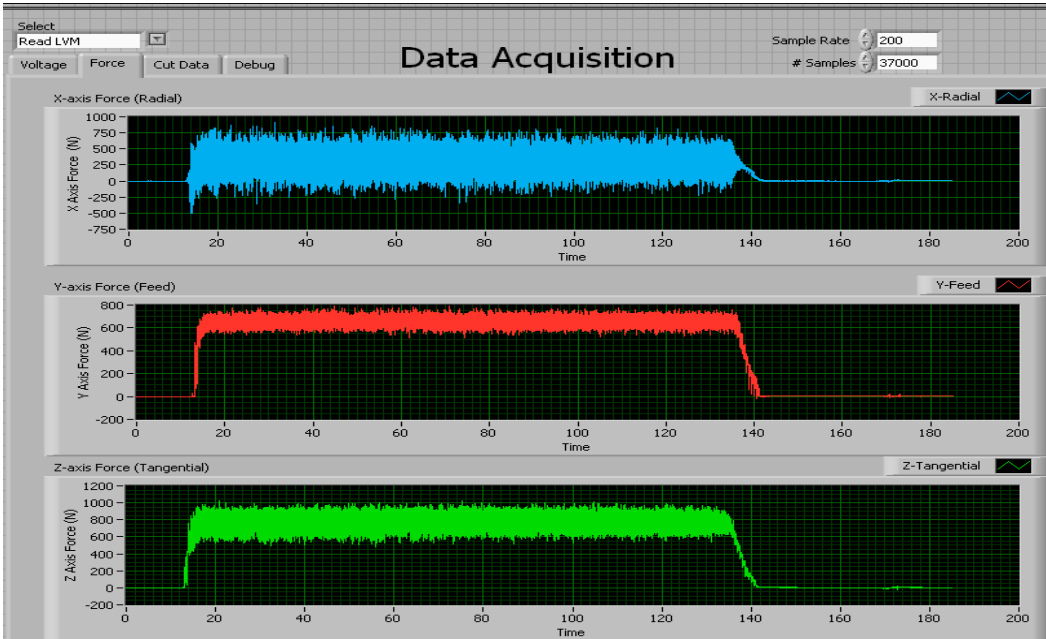 Select
Read LVM
Data Acquisition
Sample Rate 200
# Samples 37000
Voltage Force Cut Data Debug
X-axis Force (Radial)
X-Radial
X Axis Force (N)
1000
750
500
250
0
-250
-500
-750
0 20 40 60 80 100 120 140 160 180 200
Time
Y-axis Force (Feed)
Y-Feed
Y Axis Force (N)
800
600
400
200
0
-200
0 20 40 60 80 100 120 140 160 180 200
Time
Z-axis Force (Tangential)
Z-Tangential
Z Axis Force (N)
1200
1000
800
600
400
200
0
-200
0 20 40 60 80 100 120 140 160 180 200
Time